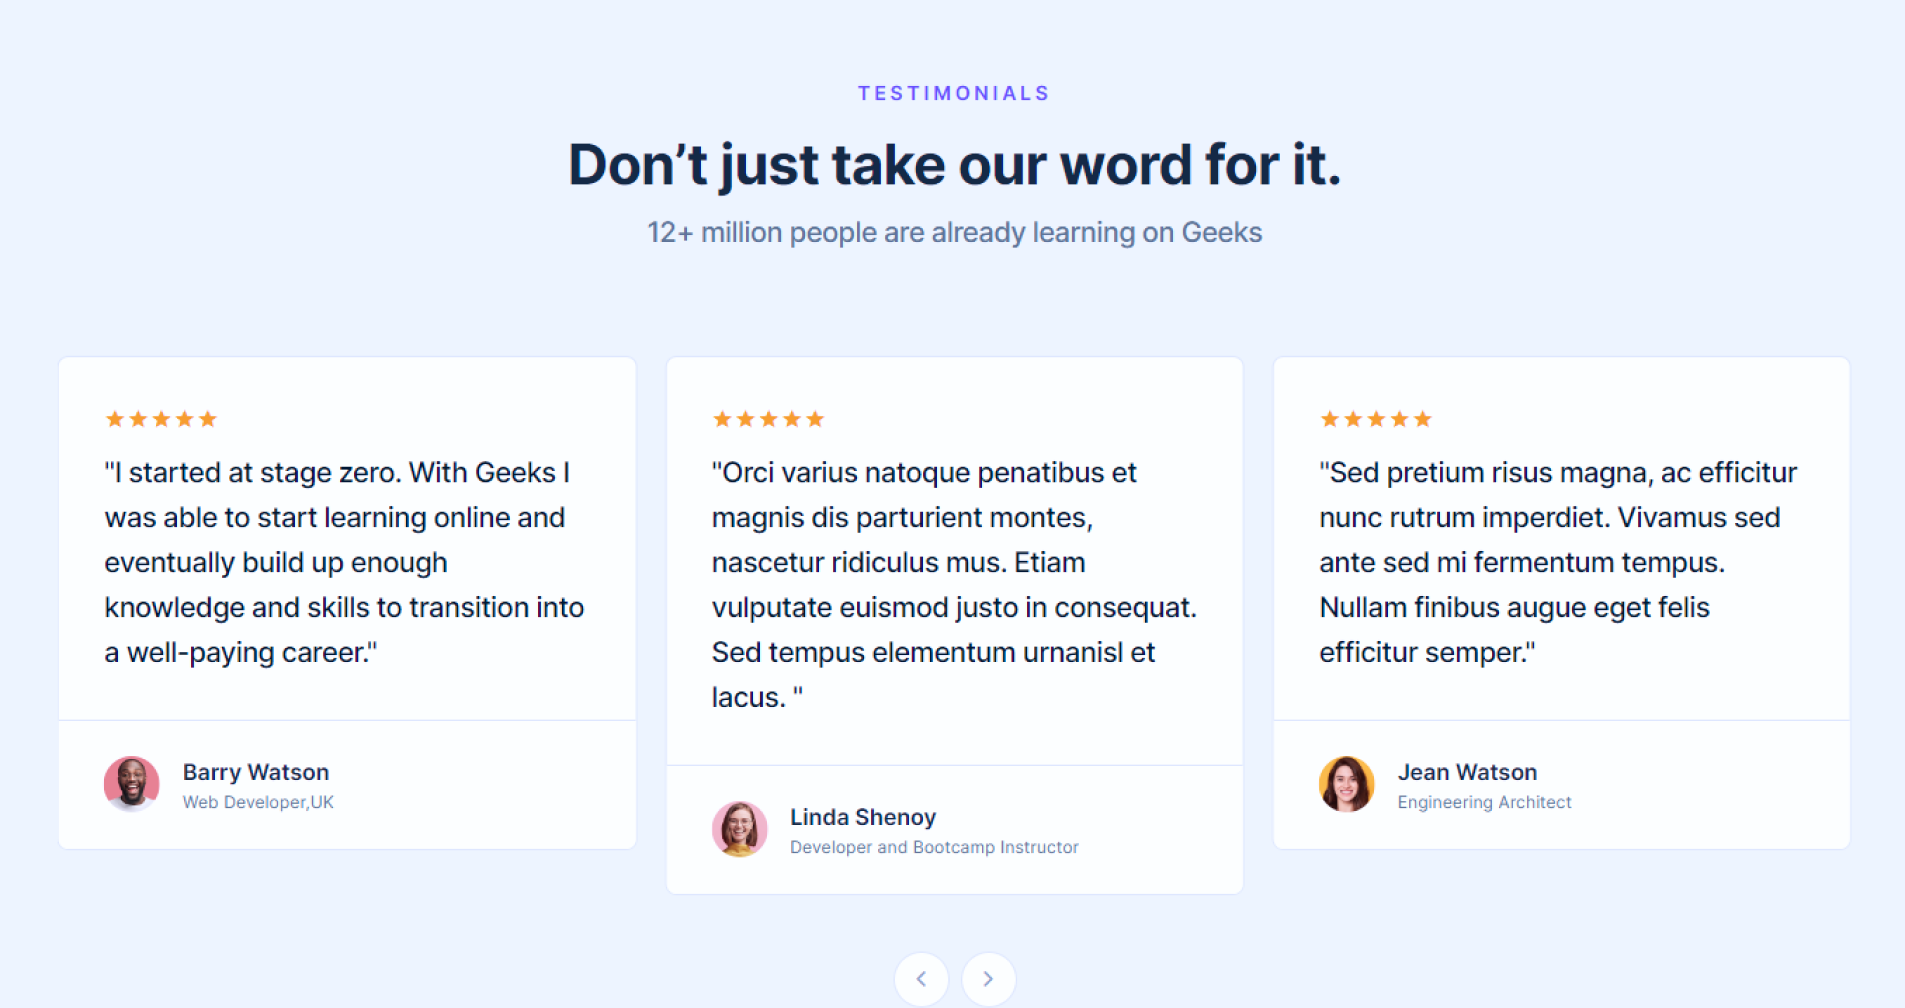 TESTIMONIALS
Don’t just take our word for it.
12+ million people are already learning on Geeks
"I started at stage zero. With Geeks I
was able to start learning online and
eventually build up enough
knowledge and skills to transition into
a well-paying career."
Barry Watson
Web Developer,UK
"Orci varius natoque penatibus et
magnis dis parturient montes,
nascetur ridiculus mus. Etiam
vulputate euismod justo in consequat.
Sed tempus elementum urnanisl et
lacus. "
Linda Shenoy
Developer and Bootcamp Instructor
"Sed pretium risus magna, ac efficitur
nunc rutrum imperdiet. Vivamus sed
ante sed mi fermentum tempus.
Nullam finibus augue eget felis
efficitur semper."
Jean Watson
Engineering Architect